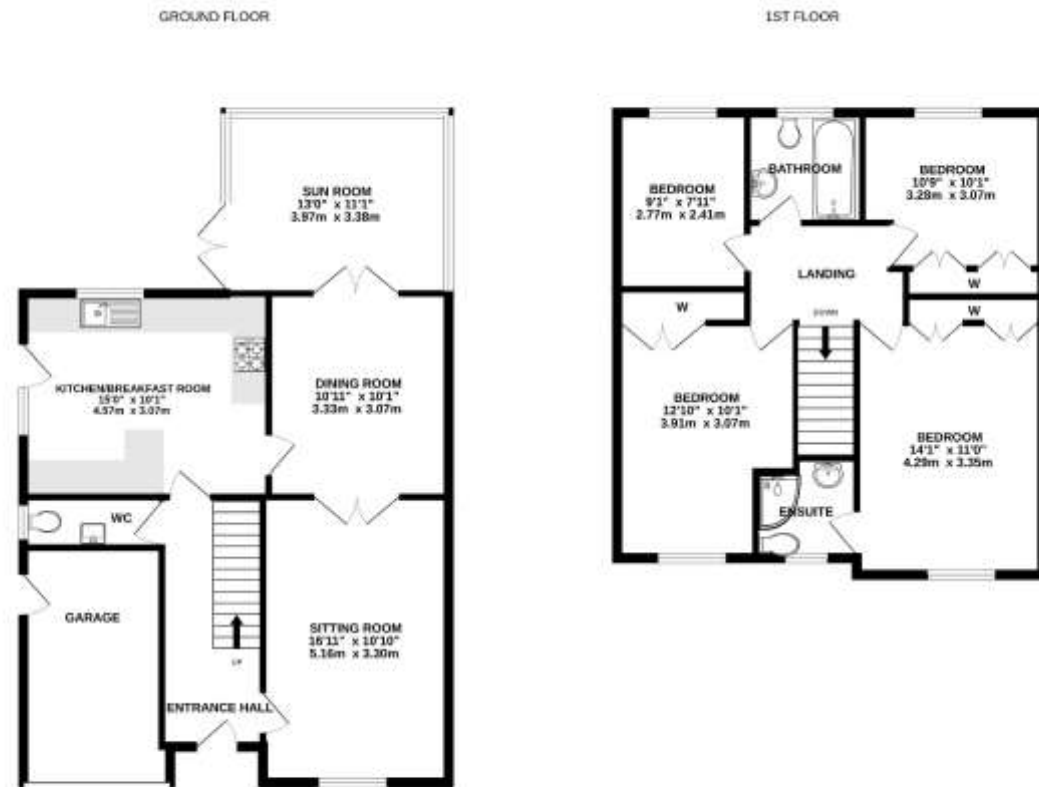 GROUND FLOOR
SUN ROOM
13'0" x 11'1"
3.97m x 3.38m
KITCHEN/BREAKFAST ROOM
15'0" x 10'1"
4.57m x 3.07m
DINING ROOM
10'11" x 10'1"
3.33m x 3.07m
WC
GARAGE
SITTING ROOM
16'11" x 10'10"
5.16m x 3.30m
UP
ENTRANCE HALL
1ST FLOOR
BEDROOM
9'1" x 7'11"
2.77m x 2.41m
BATHROOM
BEDROOM
10'9" x 10'1"
3.28m x 3.07m
LANDING
W
W
W
DOWN
BEDROOM
12'10" x 10'1"
3.91m x 3.07m
BEDROOM
14'1" x 11'0"
4.29m x 3.35m
ENSUITE